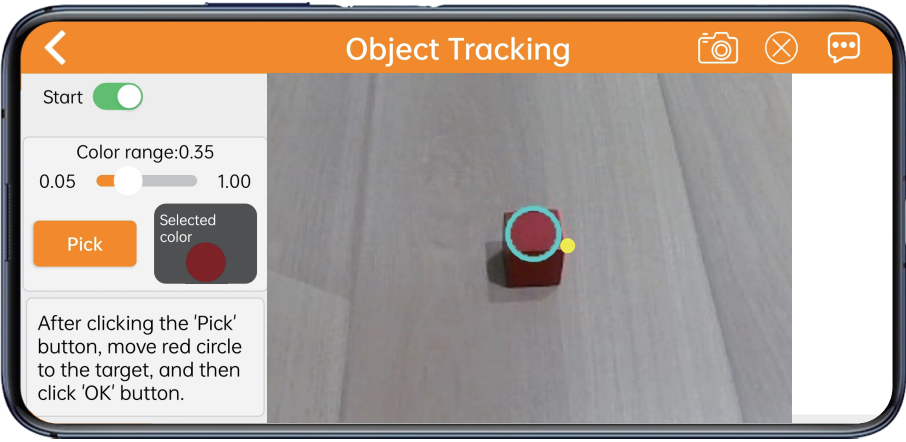 Object Tracking
Start
Color range:0.35
0.05 1.00
Pick
Selected
color
After clicking the 'Pick'
button, move red circle
to the target, and then
click 'OK' button.